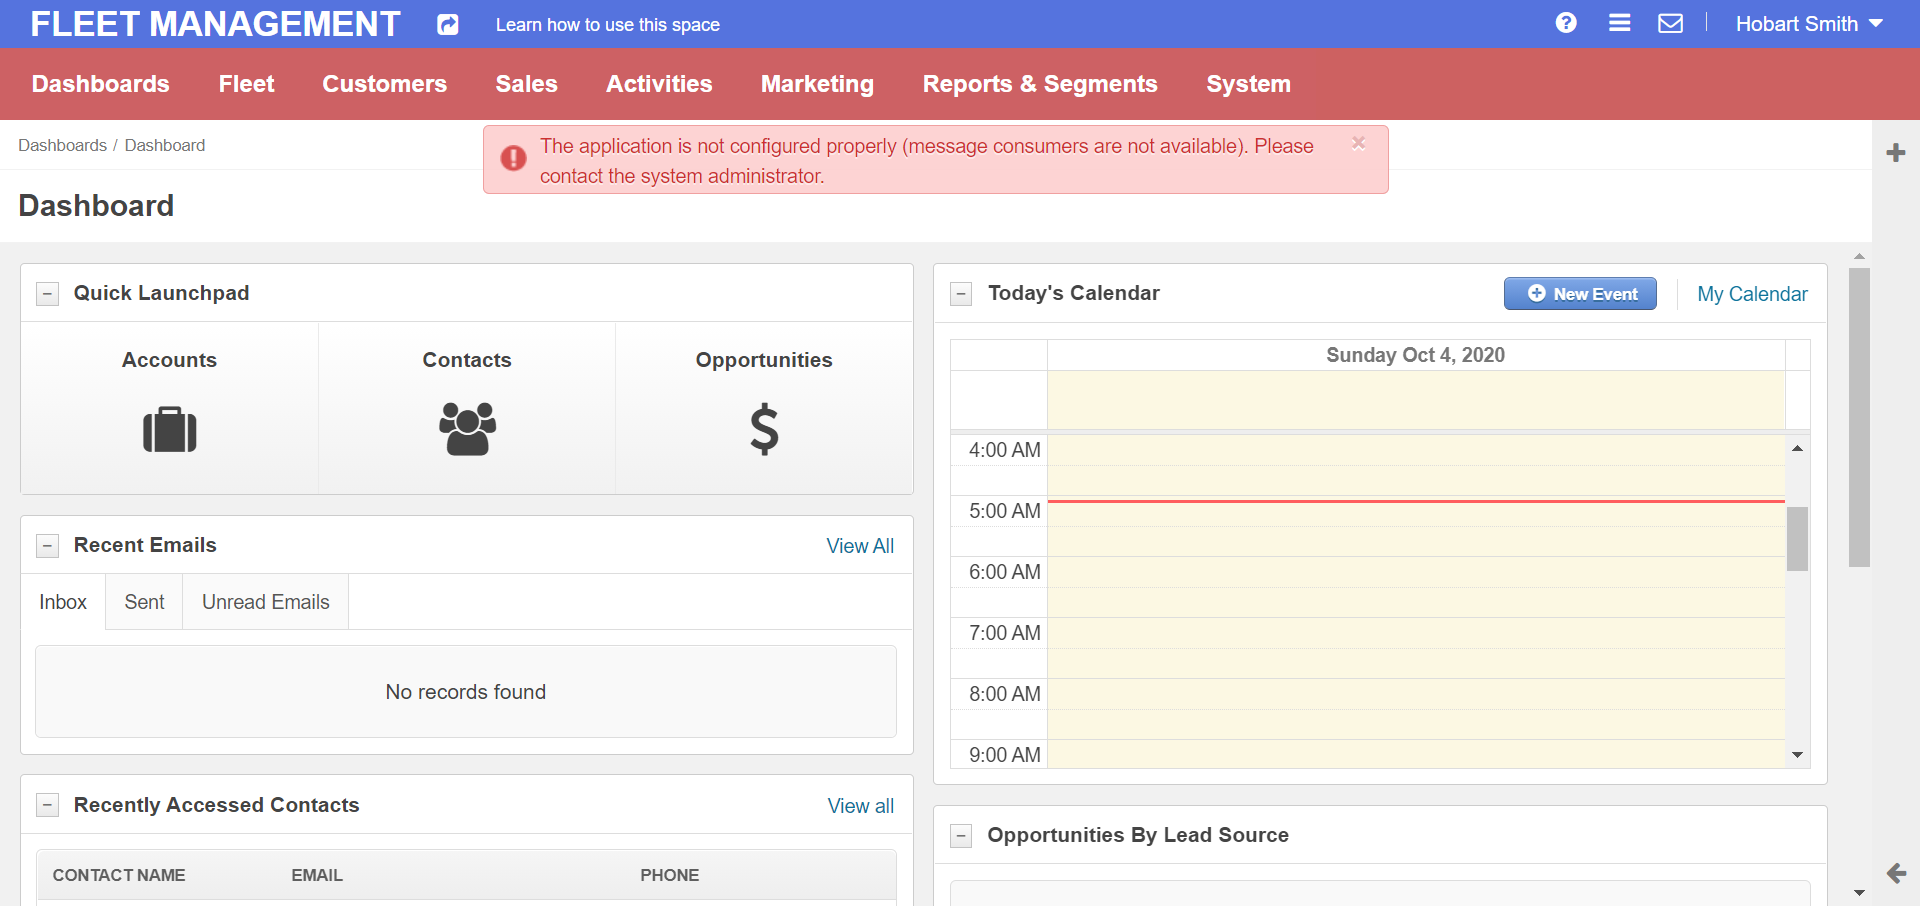 FLEET MANAGEMENT
Learn how to use this space
Hobart Smith
Dashboards Fleet Customers Sales Activities Marketing Reports & Segments System
Dashboards / Dashboard
The application is not configured properly (message consumers are not available). Please
contact the system administrator.
Dashboard
Quick Launchpad
Accounts Contacts Opportunities
Recent Emails View All
Inbox Sent Unread Emails
No records found
Recently Accessed Contacts View all
CONTACT NAME EMAIL PHONE
Today's Calendar New Event My Calendar
Sunday Oct 4, 2020
4:00 AM
5:00 AM
6:00 AM
7:00 AM
8:00 AM
9:00 AM
Opportunities By Lead Source